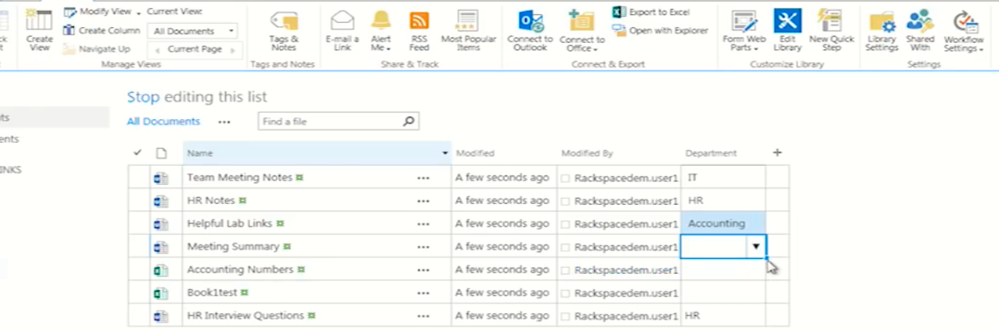 Modify View Current View: Export to Excel
Create View Create Column All Documents Tags & Notes E-mail a Link Alert Me RSS Feed Most Popular Items Connect to Outlook Connect to Office Open with Explorer Form Web Parts Edit Library New Quick Step Library Settings Shared With Workflow Settings
Navigate Up Current Page
Manage Views Tags and Notes Share & Track Connect & Export Customize Library Settings
Stop editing this list
All Documents ... Find a file
Name Modified Modified By Department +
Team Meeting Notes ... A few seconds ago Rackspacedem.user1 IT
HR Notes ... A few seconds ago Rackspacedem.user1 HR
Helpful Lab Links ... A few seconds ago Rackspacedem.user1 Accounting
Meeting Summary ... A few seconds ago Rackspacedem.user1
Accounting Numbers ... A few seconds ago Rackspacedem.user1
Book1test ... A few seconds ago Rackspacedem.user1
HR Interview Questions ... A few seconds ago Rackspacedem.user1 HR